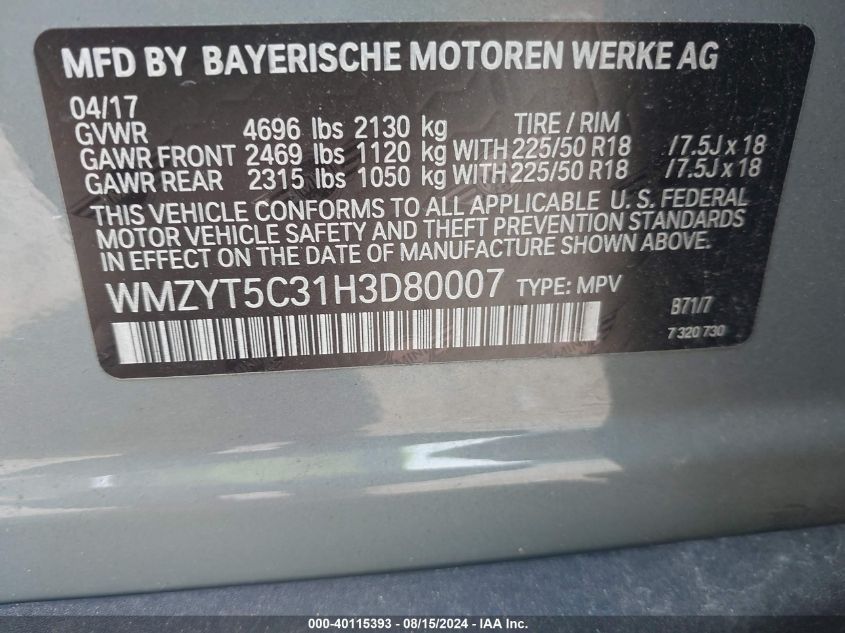 MFD BY BAYERISCHE MOTOREN WERKE AG
04/17
GVWR 4696 lbs 2130 kg TIRE / RIM
GAWR FRONT 2469 lbs 1120 kg WITH 225/50 R18 / 7.5J x 18
GAWR REAR 2315 lbs 1050 kg WITH 225/50 R18 / 7.5J x 18
THIS VEHICLE CONFORMS TO ALL APPLICABLE U. S. FEDERAL
MOTOR VEHICLE SAFETY AND THEFT PREVENTION STANDARDS
IN EFFECT ON THE DATE OF MANUFACTURE SHOWN ABOVE.
WMZYT5C31H3D80007 TYPE: MPV
B71/7
7 320 730
000-40115393 - 08/15/2024 - IAAI Inc.